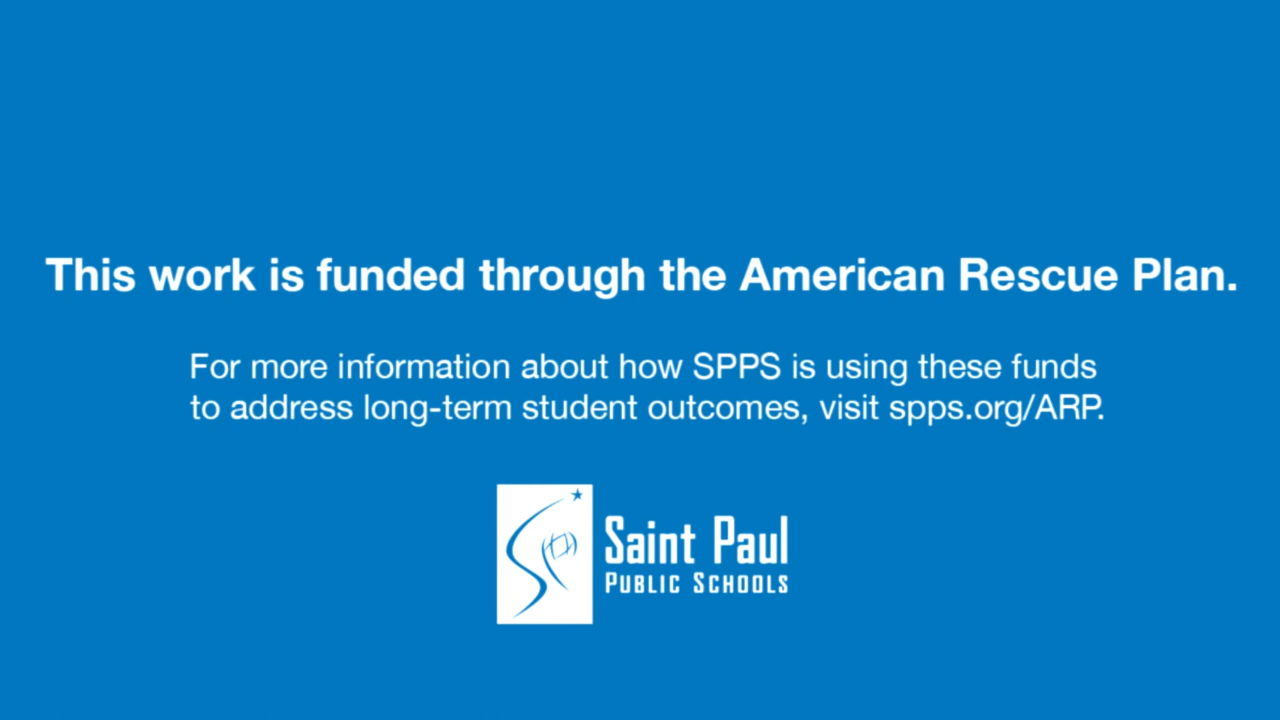 This work is funded through the American Rescue Plan.
For more information about how SPPS is using these funds
to address long-term student outcomes, visit spps.org/ARP.
Saint Paul
PUBLIC SCHOOLS